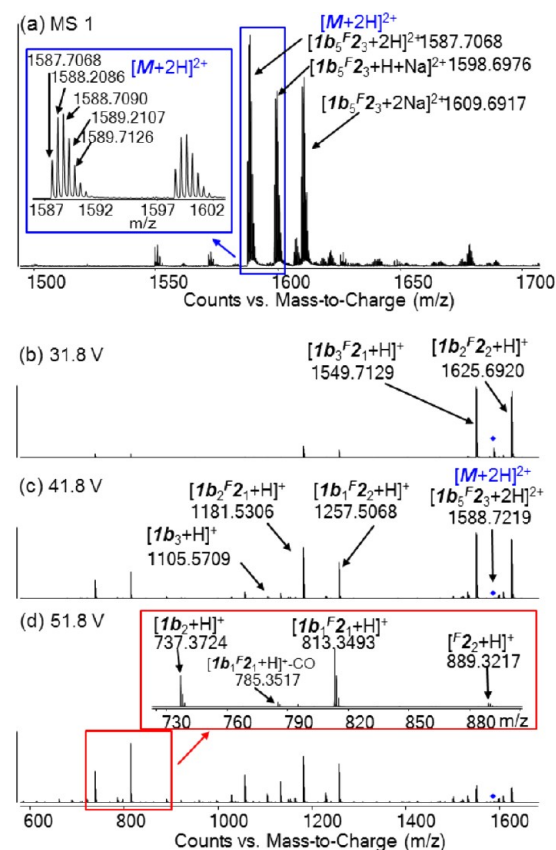 (a) MS 1
[M+2H]²⁺
[1b₅ᶠ2₃+2H]²⁺1587.7068
[1b₅ᶠ2₃+H+Na]²⁺1598.6976
[1b₅ᶠ2₃+2Na]²⁺1609.6917
1587.7068
[M+2H]²⁺
1588.2086
1588.7090
1589.2107
1589.7126
1587 1592 1597 1602
m/z
1500 1550 1600 1650 1700
Counts vs. Mass-to-Charge (m/z)
(b) 31.8 V
[1b₃ᶠ2₁+H]⁺
1549.7129
[1b₂ᶠ2₂+H]⁺
1625.6920
(c) 41.8 V
[1b₃+H]⁺
1105.5709
[1b₂ᶠ2₁+H]⁺
1181.5306
[1b₁ᶠ2₂+H]⁺
1257.5068
[M+2H]²⁺
[1b₅ᶠ2₃+2H]²⁺
1588.7219
(d) 51.8 V
[1b₂+H]⁺
737.3724
[1b₁ᶠ2₁+H]⁺-CO
785.3517
[1b₁ᶠ2₁+H]⁺
813.3493
[ᶠ2₂+H]⁺
889.3217
730 760 790 820 850 880 m/z
600 800 1000 1200 1400 1600
Counts vs. Mass-to-Charge (m/z)